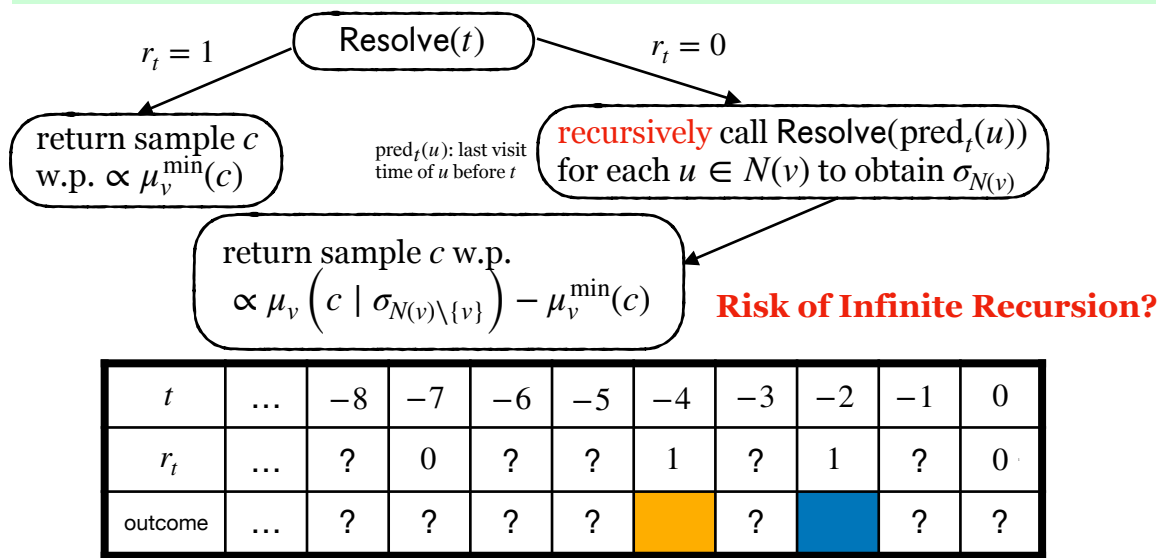 Resolve(t)
r_t = 1
r_t = 0
return sample c
w.p. ∝ μ_v^min(c)
pred_t(u): last visit
time of u before t
recursively call Resolve(pred_t(u))
for each u ∈ N(v) to obtain σ_{N(v)}
return sample c w.p.
∝ μ_v (c | σ_{N(v)\{v}}) − μ_v^min(c)
Risk of Infinite Recursion?
t … −8 −7 −6 −5 −4 −3 −2 −1 0
r_t … ? 0 ? ? 1 ? 1 ? 0
outcome … ? ? ? ? ? ? ?